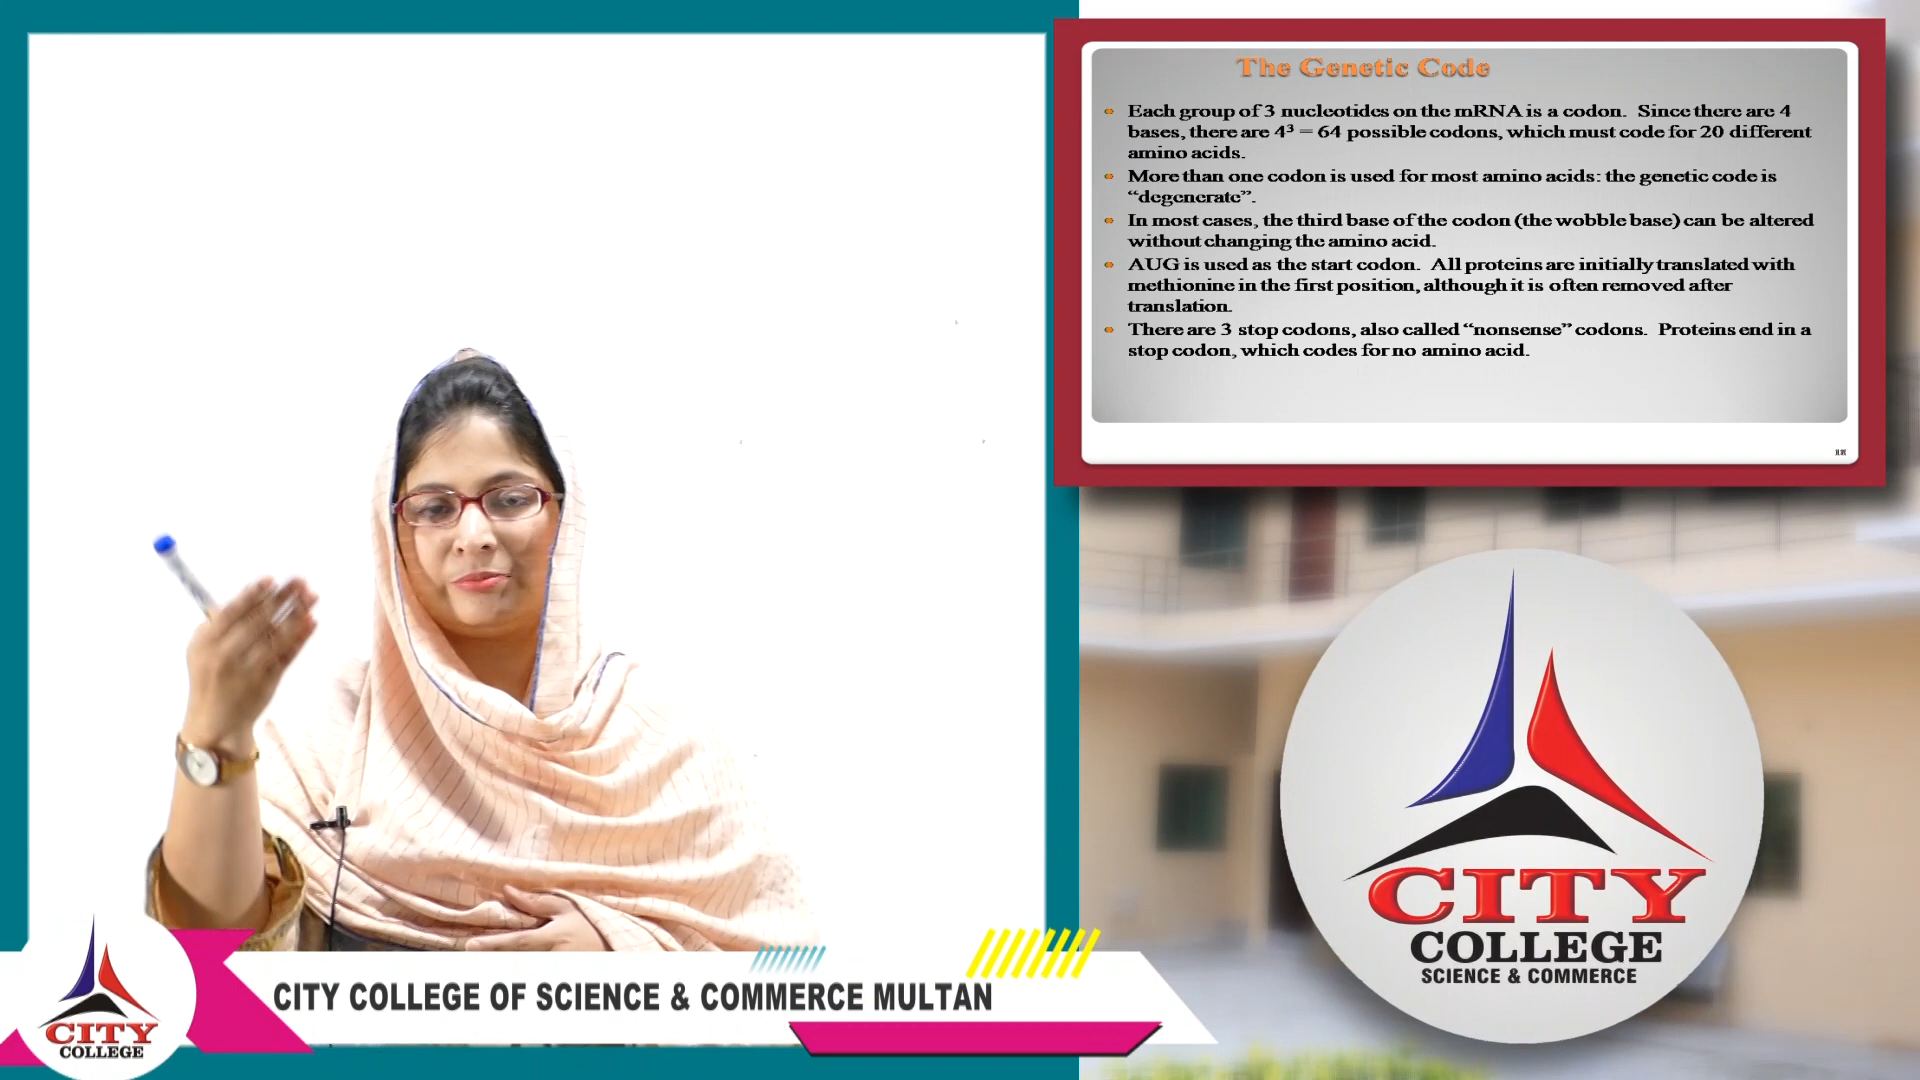 The Genetic Code
Each group of 3 nucleotides on the mRNA is a codon. Since there are 4
bases, there are 4³ = 64 possible codons, which must code for 20 different
amino acids.
More than one codon is used for most amino acids: the genetic code is
“degenerate”.
In most cases, the third base of the codon (the wobble base) can be altered
without changing the amino acid.
AUG is used as the start codon. All proteins are initially translated with
methionine in the first position, although it is often removed after
translation.
There are 3 stop codons, also called “nonsense” codons. Proteins end in a
stop codon, which codes for no amino acid.
CITY
COLLEGE
SCIENCE & COMMERCE
CITY
COLLEGE
CITY COLLEGE OF SCIENCE & COMMERCE MULTAN